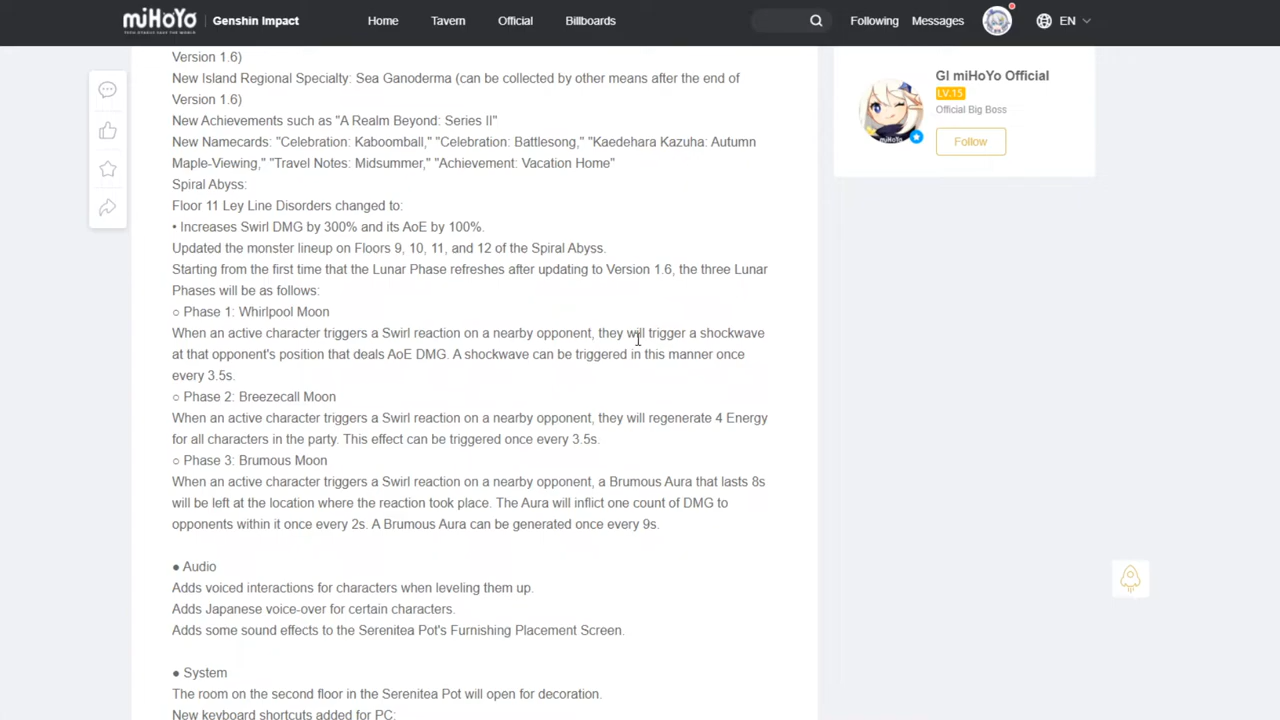 miHoYo Genshin Impact Home Tavern Official Billboards Following Messages EN
TECH OTAKUS SAVE THE WORLD
Version 1.6)
New Island Regional Specialty: Sea Ganoderma (can be collected by other means after the end of
Version 1.6)
New Achievements such as "A Realm Beyond: Series II"
New Namecards: "Celebration: Kaboomball," "Celebration: Battlesong," "Kaedehara Kazuha: Autumn
Maple-Viewing," "Travel Notes: Midsummer," "Achievement: Vacation Home"
Spiral Abyss:
Floor 11 Ley Line Disorders changed to:
• Increases Swirl DMG by 300% and its AoE by 100%.
Updated the monster lineup on Floors 9, 10, 11, and 12 of the Spiral Abyss.
Starting from the first time that the Lunar Phase refreshes after updating to Version 1.6, the three Lunar
Phases will be as follows:
○ Phase 1: Whirlpool Moon
When an active character triggers a Swirl reaction on a nearby opponent, they will trigger a shockwave
at that opponent's position that deals AoE DMG. A shockwave can be triggered in this manner once
every 3.5s.
○ Phase 2: Breezecall Moon
When an active character triggers a Swirl reaction on a nearby opponent, they will regenerate 4 Energy
for all characters in the party. This effect can be triggered once every 3.5s.
○ Phase 3: Brumous Moon
When an active character triggers a Swirl reaction on a nearby opponent, a Brumous Aura that lasts 8s
will be left at the location where the reaction took place. The Aura will inflict one count of DMG to
opponents within it once every 2s. A Brumous Aura can be generated once every 9s.
● Audio
Adds voiced interactions for characters when leveling them up.
Adds Japanese voice-over for certain characters.
Adds some sound effects to the Serenitea Pot's Furnishing Placement Screen.
● System
The room on the second floor in the Serenitea Pot will open for decoration.
New keyboard shortcuts added for PC:
GI miHoYo Official
LV.15
Official Big Boss
Follow
miHoYo